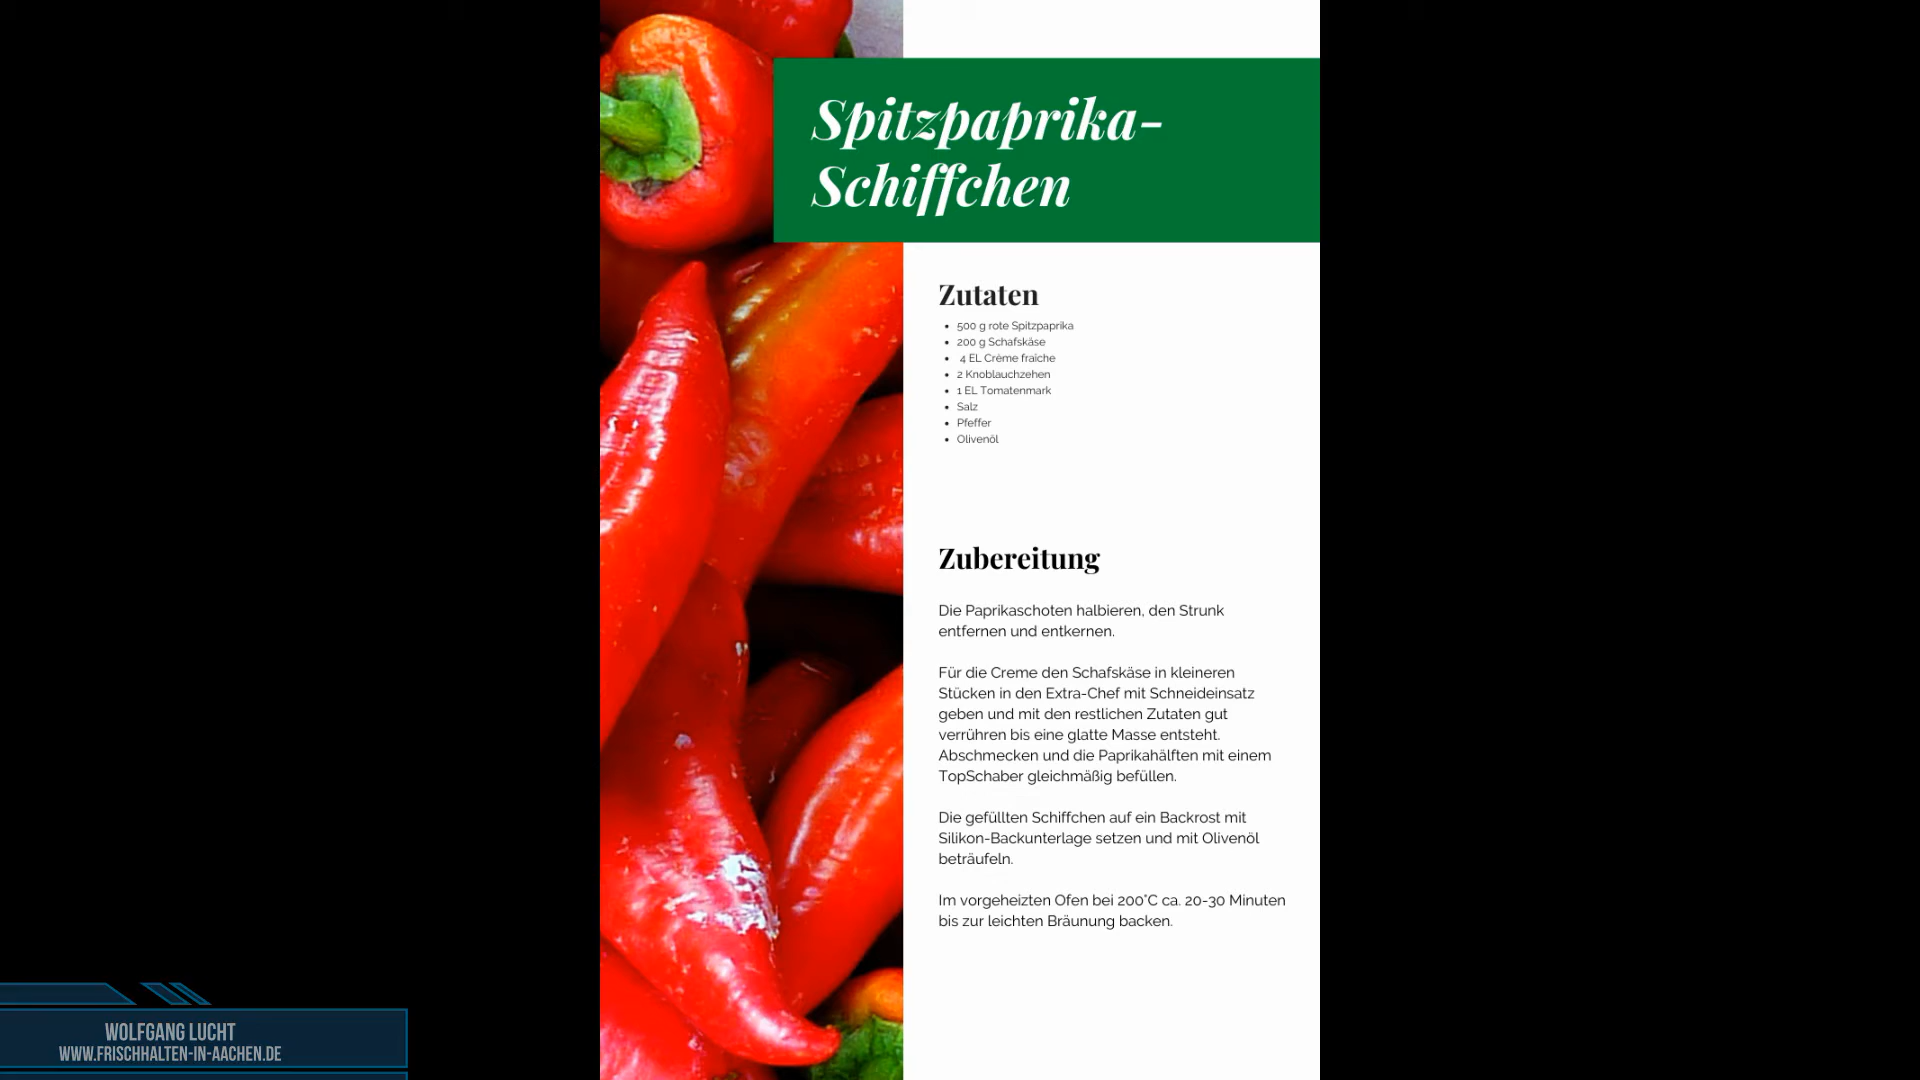 Spitzpaprika-
Schiffchen
Zutaten
• 500 g rote Spitzpaprika
• 200 g Schafskäse
• 4 EL Crème fraîche
• 2 Knoblauchzehen
• 1 EL Tomatenmark
• Salz
• Pfeffer
• Olivenöl
Zubereitung
Die Paprikaschoten halbieren, den Strunk
entfernen und entkernen.
Für die Creme den Schafskäse in kleineren
Stücken in den Extra-Chef mit Schneideinsatz
geben und mit den restlichen Zutaten gut
verrühren bis eine glatte Masse entsteht.
Abschmecken und die Paprikahälften mit einem
TopSchaber gleichmäßig befüllen.
Die gefüllten Schiffchen auf ein Backrost mit
Silikon-Backunterlage setzen und mit Olivenöl
beträufeln.
Im vorgeheizten Ofen bei 200°C ca. 20-30 Minuten
bis zur leichten Bräunung backen.
WOLFGANG LUCHT
WWW.FRISCHHALTEN-IN-AACHEN.DE